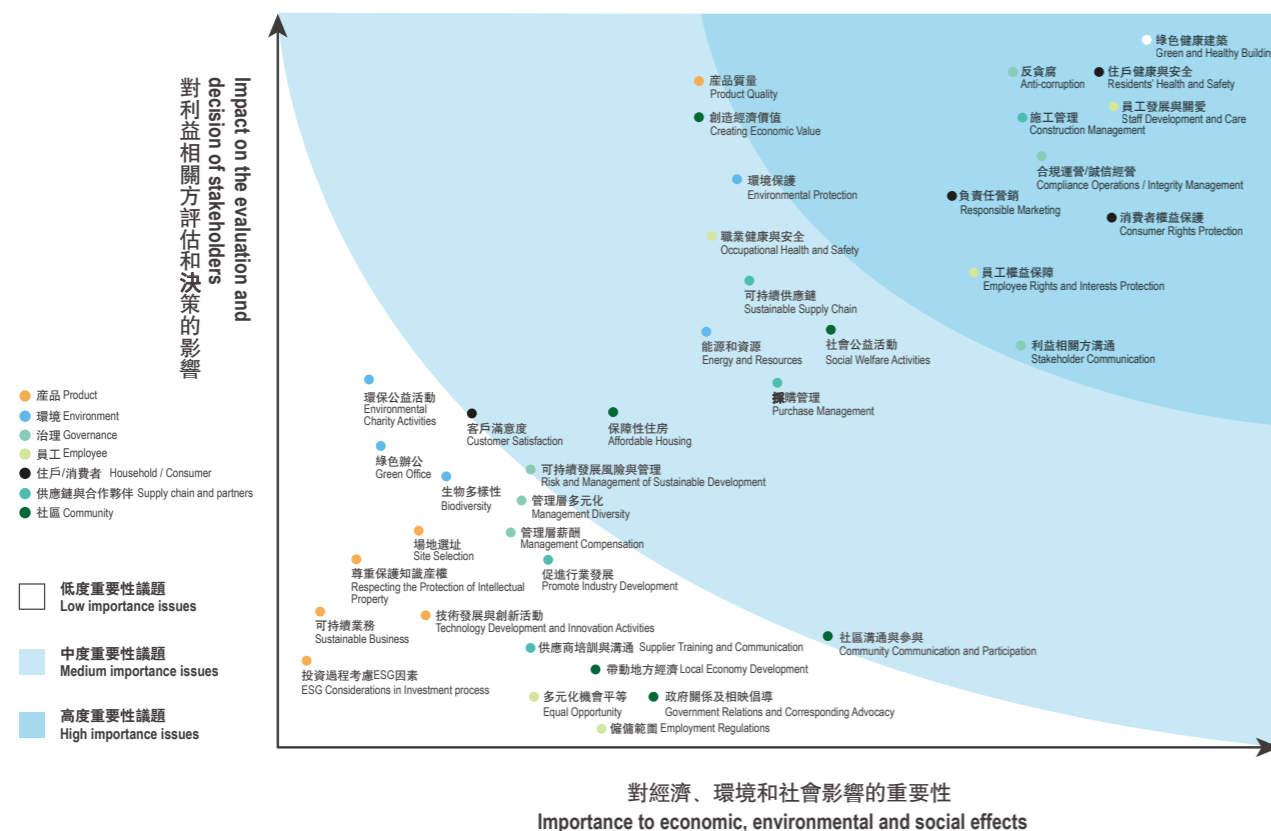 對利益相關方評估和決策的影響
Impact on the evaluation and
decision of stakeholders
綠色健康建築
Green and Healthy Buildin
產品質量
Product Quality
反貪腐
Anti-corruption
住戶健康與安全
Residents' Health and Safety
創造經濟價值
Creating Economic Value
施工管理
Construction Management
員工發展與關愛
Staff Development and Care
環境保護
Environmental Protection
合規運營/誠信經營
Compliance Operations / Integrity Management
負責任營銷
Responsible Marketing
消費者權益保護
Consumer Rights Protection
職業健康與安全
Occupational Health and Safety
員工權益保障
Employee Rights and Interests Protection
可持續供應鏈
Sustainable Supply Chain
能源和資源
Energy and Resources
社會公益活動
Social Welfare Activities
利益相關方溝通
Stakeholder Communication
環保公益活動
Environmental
Charity Activities
採購管理
Purchase Management
客戶滿意度
Customer Satisfaction
保障性住房
Affordable Housing
綠色辦公
Green Office
生物多樣性
Biodiversity
可持續發展風險與管理
Risk and Management of Sustainable Development
管理層多元化
Management Diversity
場地選址
Site Selection
管理層薪酬
Management Compensation
尊重保護知識產權
Respecting the Protection of Intellectual
Property
促進行業發展
Promote Industry Development
可持續業務
Sustainable Business
技術發展與創新活動
Technology Development and Innovation Activities
供應商培訓與溝通 Supplier Training and Communication
社區溝通與參與
Community Communication and Participation
投資過程考慮ESG因素
ESG Considerations in Investment process
帶動地方經濟 Local Economy Development
多元化機會平等
Equal Opportunity
政府關係及相映倡導
Government Relations and Corresponding Advocacy
僱傭範圍 Employment Regulations
產品 Product
環境 Environment
治理 Governance
員工 Employee
住戶/消費者 Household / Consumer
供應鏈與合作夥伴 Supply chain and partners
社區 Community
低度重要性議題
Low importance issues
中度重要性議題
Medium importance issues
高度重要性議題
High importance issues
對經濟、環境和社會影響的重要性
Importance to economic, environmental and social effects